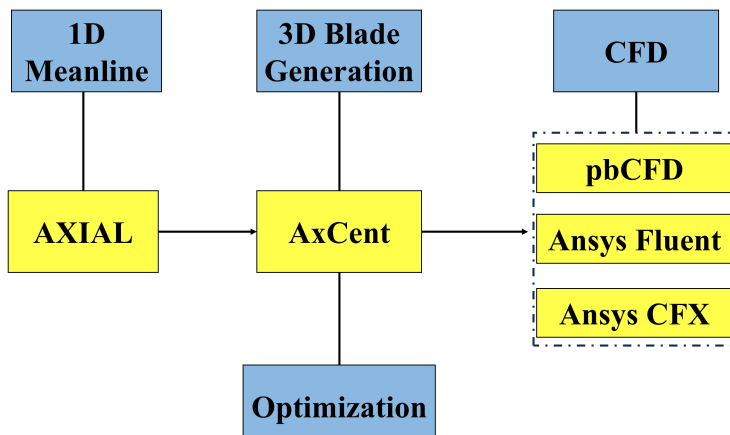 1D
Meanline
3D Blade
Generation
CFD
AXIAL
AxCent
pbCFD
Ansys Fluent
Ansys CFX
Optimization